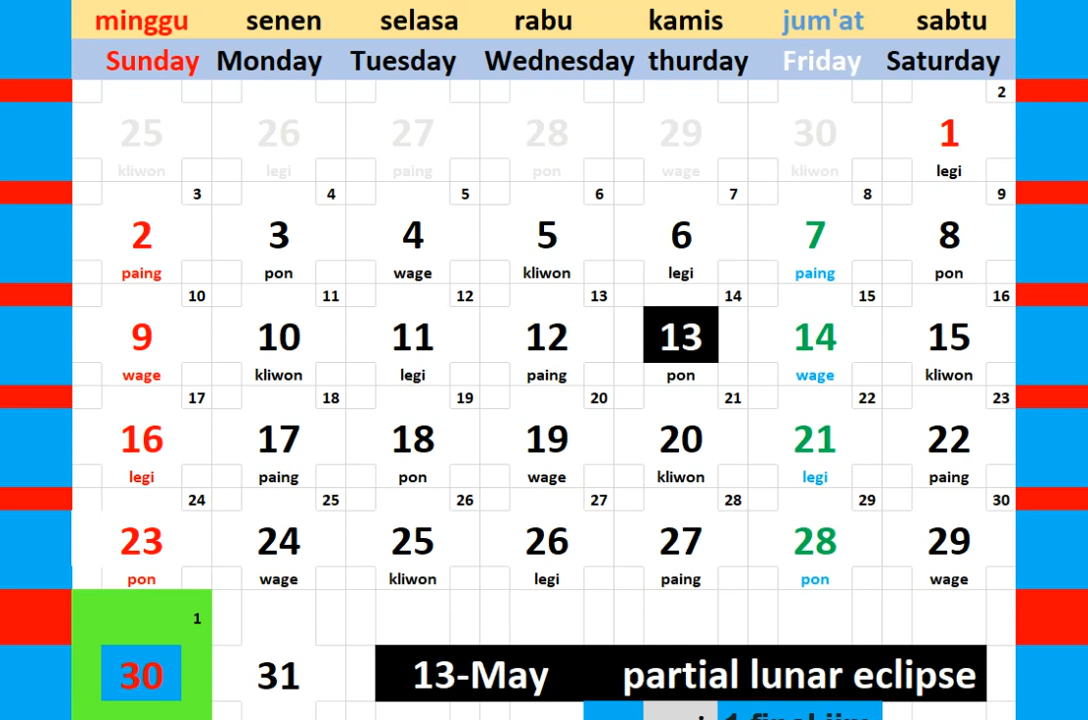 minggu senen selasa rabu kamis jum'at sabtu
Sunday Monday Tuesday Wednesday thurday Friday Saturday
2
25 26 27 28 29 30 1
kliwon legi paing pon wage kliwon legi
3 4 5 6 7 8 9
2 3 4 5 6 7 8
paing pon wage kliwon legi paing pon
10 11 12 13 14 15 16
9 10 11 12 13 14 15
wage kliwon legi paing pon wage kliwon
17 18 19 20 21 22 23
16 17 18 19 20 21 22
legi paing pon wage kliwon legi paing
24 25 26 27 28 29 30
23 24 25 26 27 28 29
pon wage kliwon legi paing pon wage
1
30 31 13-May partial lunar eclipse